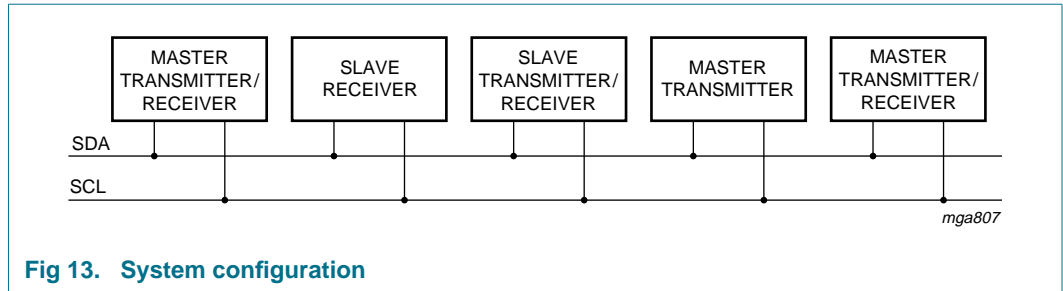 MASTER
TRANSMITTER/
RECEIVER
SLAVE
RECEIVER
SLAVE
TRANSMITTER/
RECEIVER
MASTER
TRANSMITTER
MASTER
TRANSMITTER/
RECEIVER
SDA
SCL
mga807
Fig 13. System configuration